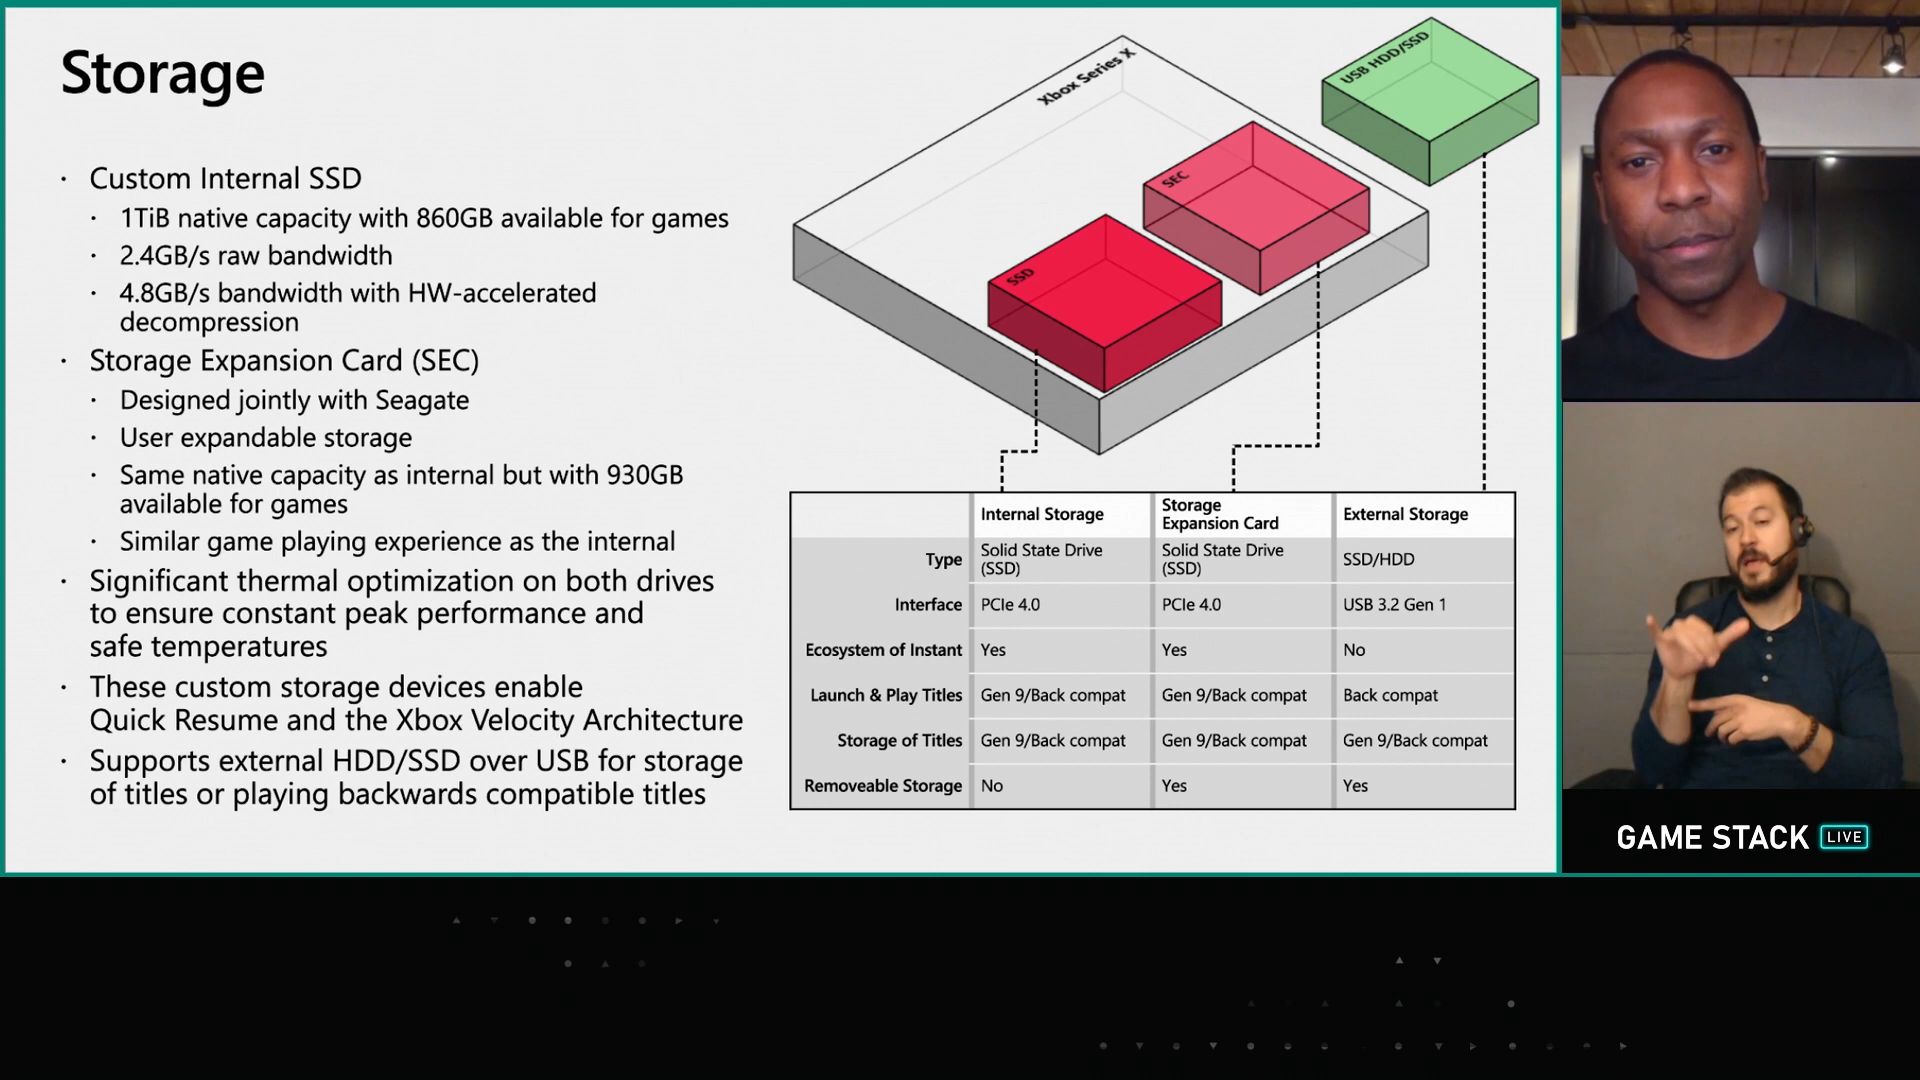 Storage
· Custom Internal SSD
· 1TiB native capacity with 860GB available for games
· 2.4GB/s raw bandwidth
· 4.8GB/s bandwidth with HW-accelerated
decompression
· Storage Expansion Card (SEC)
· Designed jointly with Seagate
· User expandable storage
· Same native capacity as internal but with 930GB
available for games
· Similar game playing experience as the internal
· Significant thermal optimization on both drives
to ensure constant peak performance and
safe temperatures
· These custom storage devices enable
Quick Resume and the Xbox Velocity Architecture
· Supports external HDD/SSD over USB for storage
of titles or playing backwards compatible titles
Xbox Series X
USB HDD/SSD
SEC
SSD
Internal Storage Storage Expansion Card External Storage
Type Solid State Drive (SSD) Solid State Drive (SSD) SSD/HDD
Interface PCIe 4.0 PCIe 4.0 USB 3.2 Gen 1
Ecosystem of Instant Yes Yes No
Launch & Play Titles Gen 9/Back compat Gen 9/Back compat Back compat
Storage of Titles Gen 9/Back compat Gen 9/Back compat Gen 9/Back compat
Removeable Storage No Yes Yes
GAME STACK LIVE